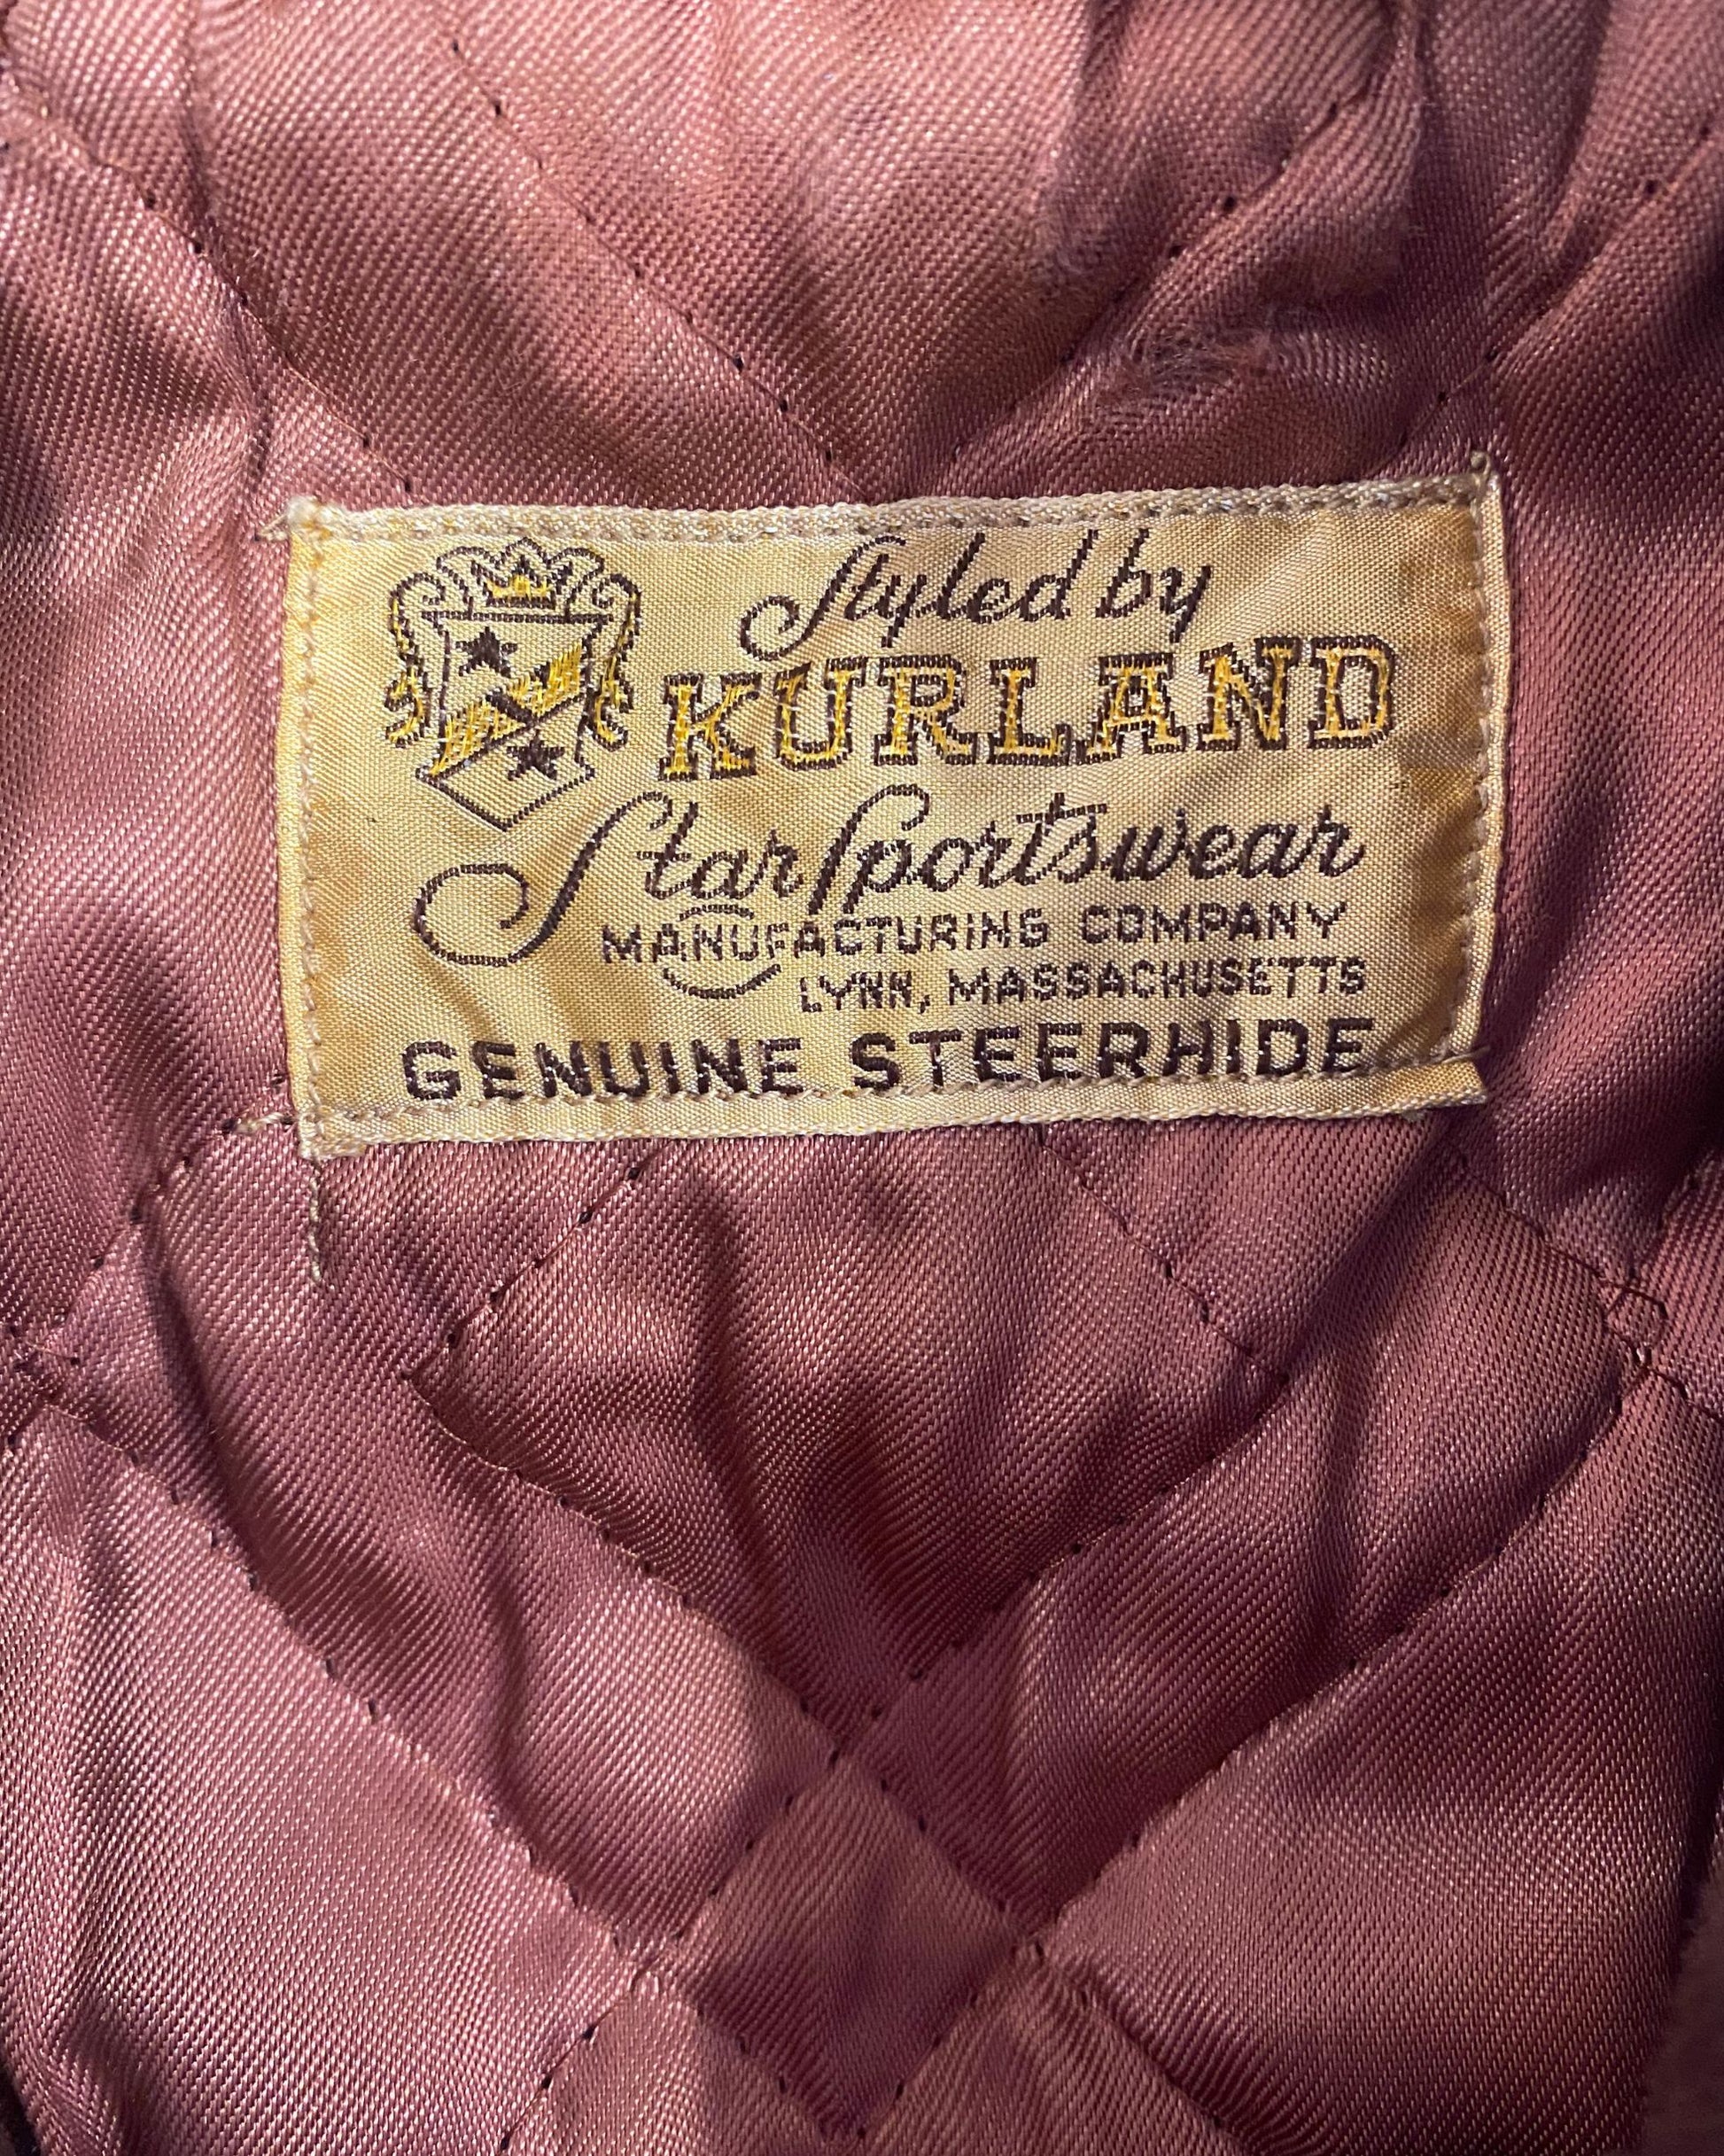 Styled by
KURLAND
Star Sportswear
MANUFACTURING COMPANY
LYNN, MASSACHUSETTS
GENUINE STEERHIDE